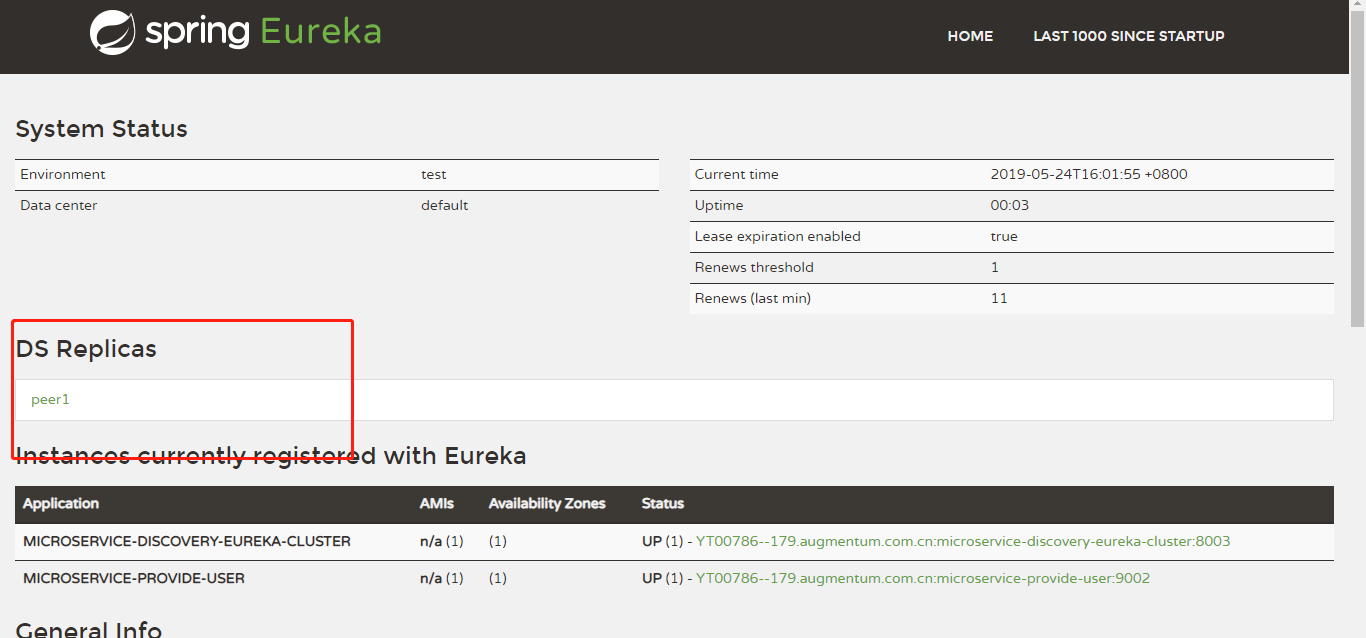 spring Eureka
HOME LAST 1000 SINCE STARTUP
System Status
Environment test
Data center default
Current time 2019-05-24T16:01:55 +0800
Uptime 00:03
Lease expiration enabled true
Renews threshold 1
Renews (last min) 11
DS Replicas
peer1
Instances currently registered with Eureka
Application AMIs Availability Zones Status
MICROSERVICE-DISCOVERY-EUREKA-CLUSTER n/a (1) (1) UP (1) - YT00786--179.augmentum.com.cn:microservice-discovery-eureka-cluster:8003
MICROSERVICE-PROVIDE-USER n/a (1) (1) UP (1) - YT00786--179.augmentum.com.cn:microservice-provide-user:9002
General Info